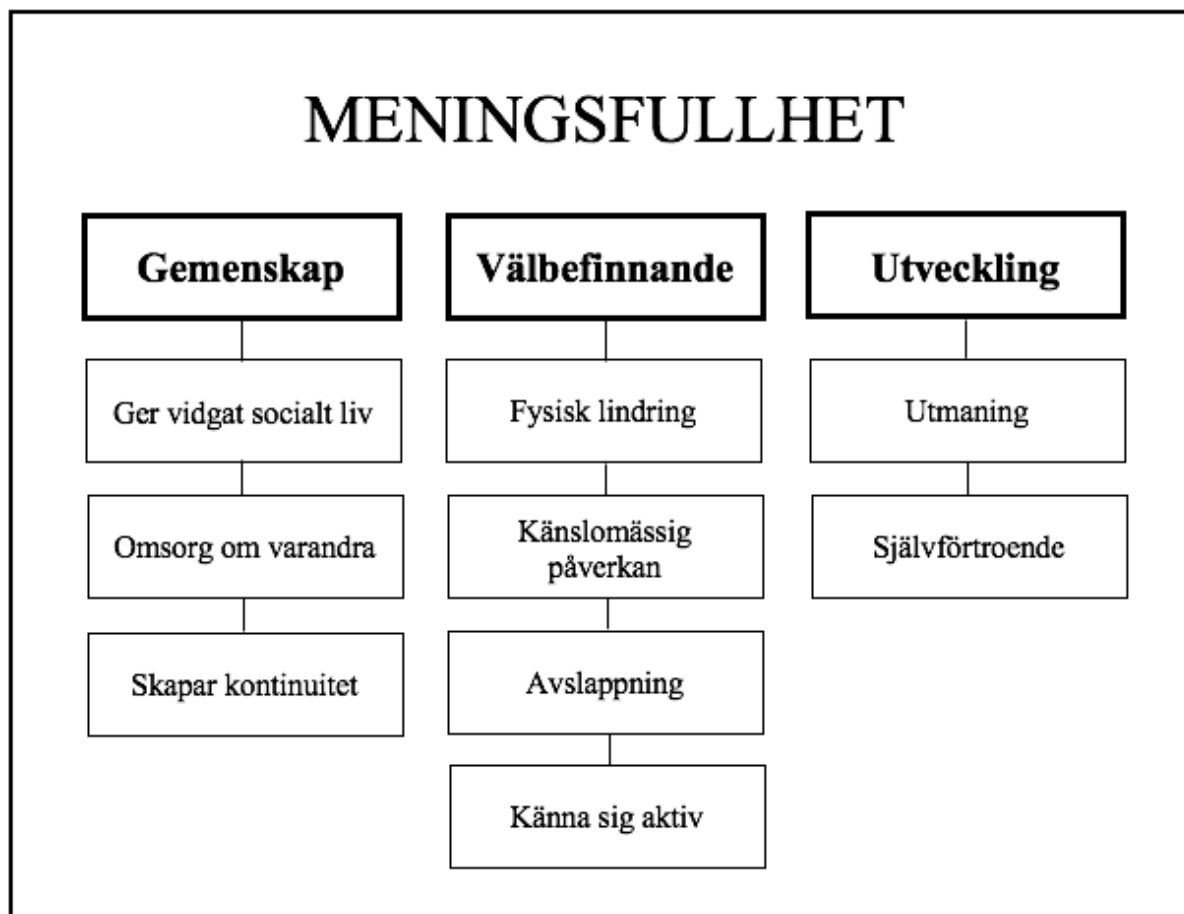 MENINGSFULLHET
Gemenskap
Ger vidgat socialt liv
Omsorg om varandra
Skapar kontinuitet
Välbefinnande
Fysisk lindring
Känslomässig
påverkan
Avslappning
Känna sig aktiv
Utveckling
Utmaning
Självförtroende